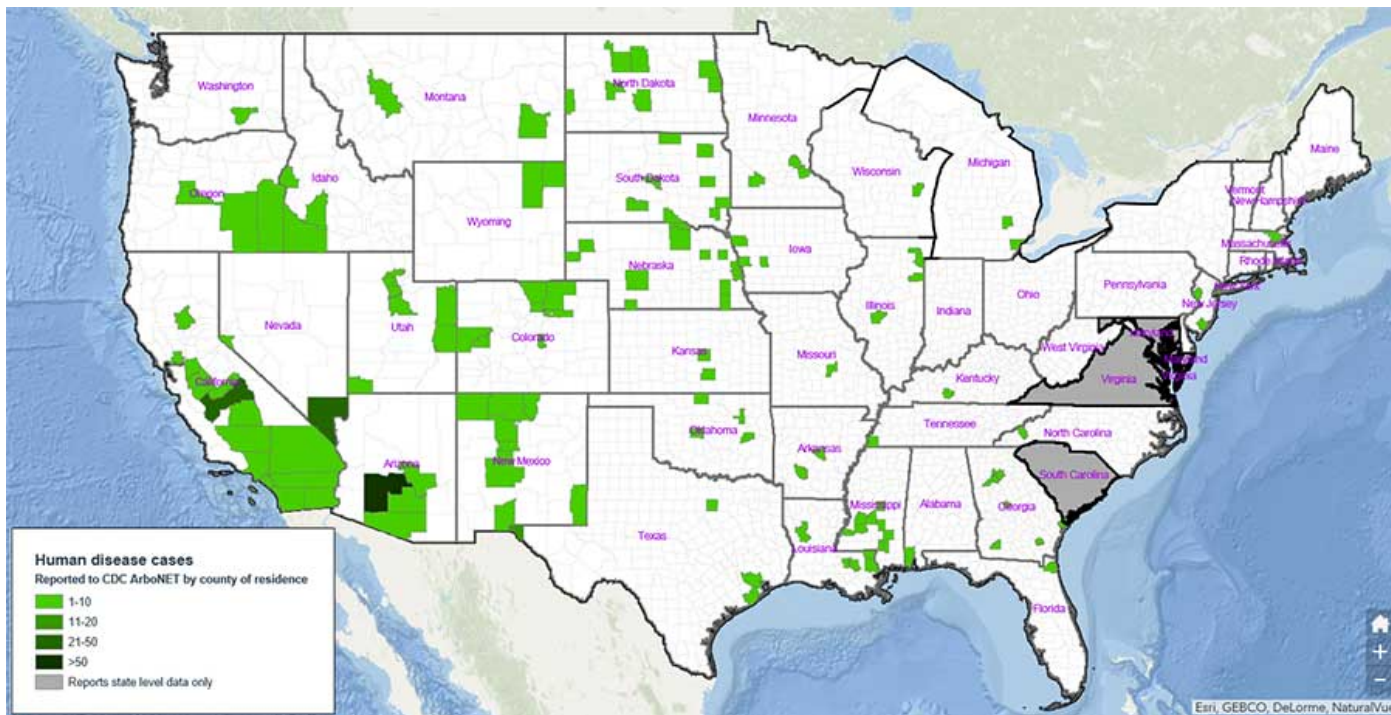 Washington
Montana
North Dakota
Minnesota
Maine
Oregon
Idaho
South Dakota
Wisconsin
Michigan
Vermont
New Hampshire
Wyoming
Massachusetts
Iowa
Nebraska
Pennsylvania
New Jersey
Nevada
Utah
Colorado
Illinois
Indiana
Ohio
West Virginia
Kansas
Missouri
Kentucky
Virginia
California
Arizona
New Mexico
Oklahoma
Arkansas
Tennessee
North Carolina
South Carolina
Mississippi
Alabama
Georgia
Texas
Louisiana
Florida
Human disease cases
Reported to CDC ArboNET by county of residence
1-10
11-20
21-50
>50
Reports state level data only
+
−
Esri, GEBCO, DeLorme, NaturalVue